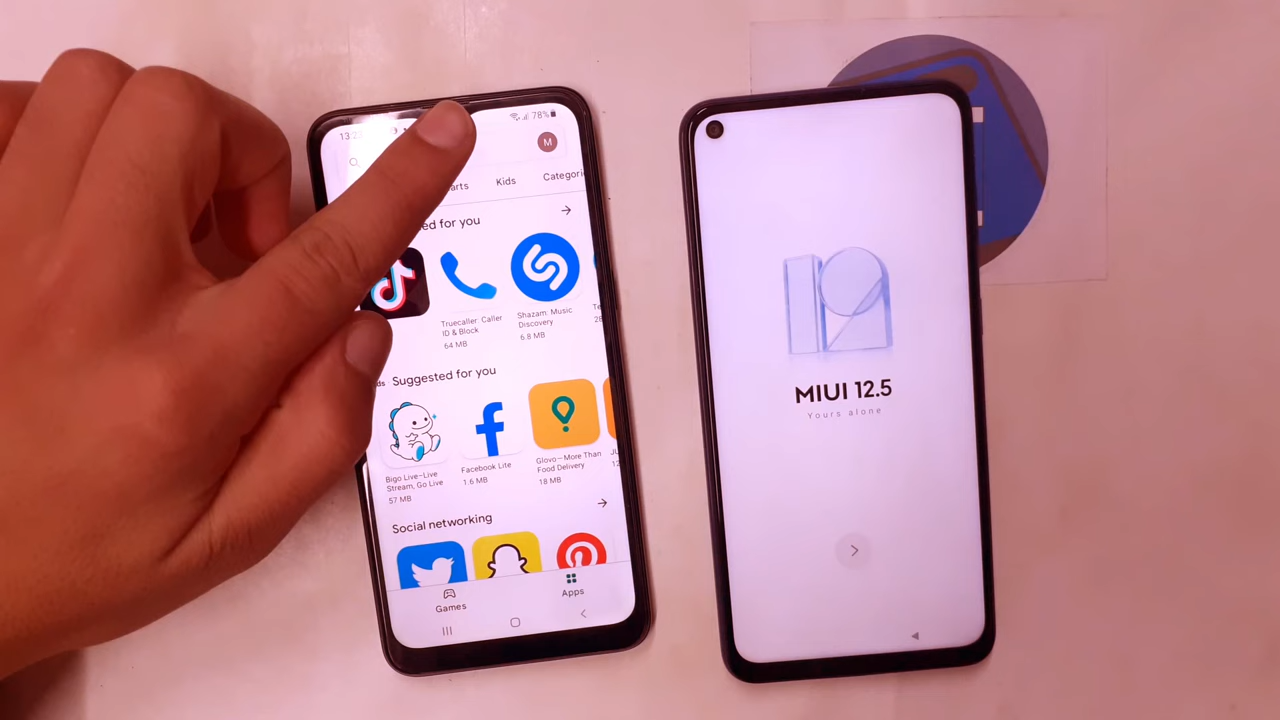 78%
M
Kids
ed for you
Truecaller: Caller
ID & Block
64 MB
Shazam: Music
Discovery
6.8 MB
Suggested for you
Bigo Live–Live
Stream, Go Live
57 MB
Facebook Lite
1.6 MB
Glovo—More Than
Food Delivery
18 MB
Social networking
Games
Apps
MIUI 12.5
Yours alone